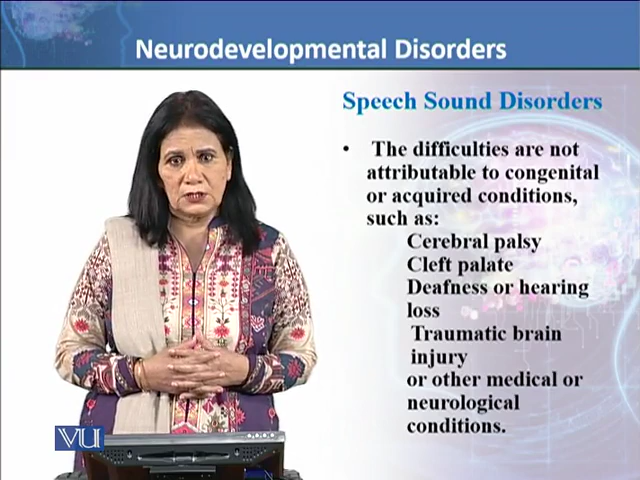 Neurodevelopmental Disorders
Speech Sound Disorders
• The difficulties are not
attributable to congenital
or acquired conditions,
such as:
Cerebral palsy
Cleft palate
Deafness or hearing
loss
Traumatic brain
injury
or other medical or
neurological
conditions.
VU